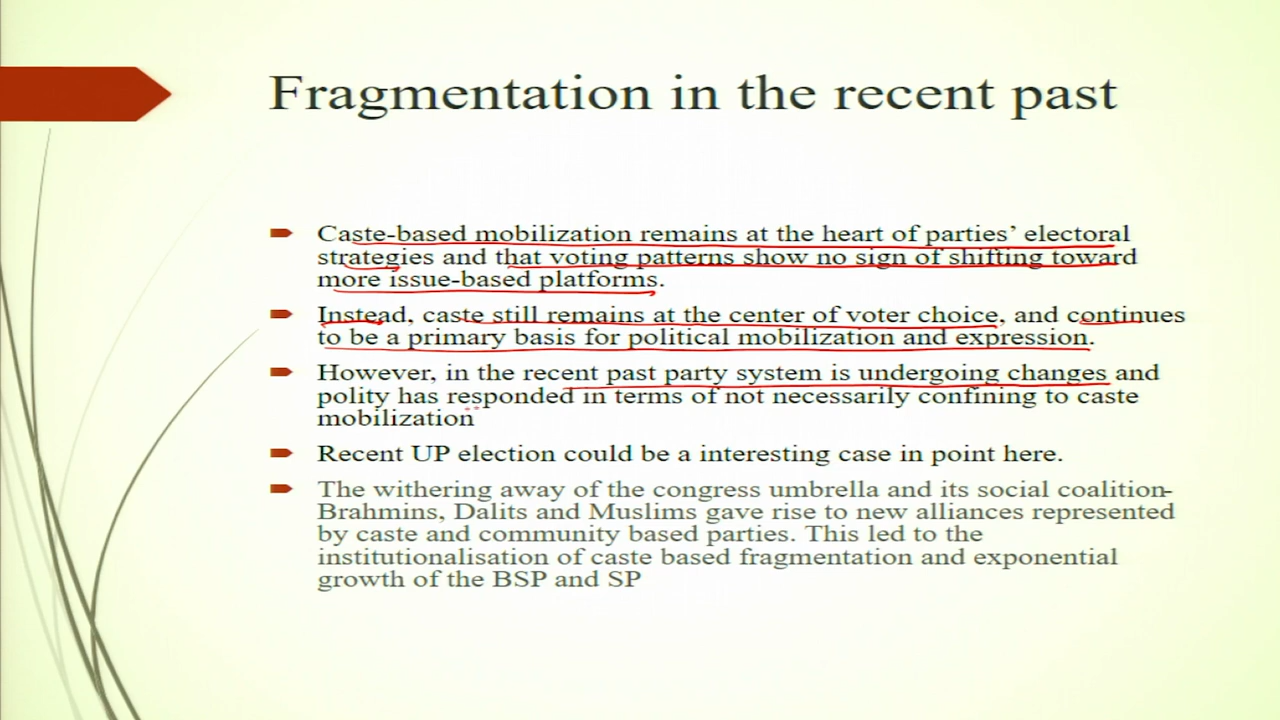 Fragmentation in the recent past
Caste-based mobilization remains at the heart of parties’ electoral
strategies and that voting patterns show no sign of shifting toward
more issue-based platforms.
Instead, caste still remains at the center of voter choice, and continues
to be a primary basis for political mobilization and expression.
However, in the recent past party system is undergoing changes and
polity has responded in terms of not necessarily confining to caste
mobilization
Recent UP election could be a interesting case in point here.
The withering away of the congress umbrella and its social coalition-
Brahmins, Dalits and Muslims gave rise to new alliances represented
by caste and community based parties. This led to the
institutionalisation of caste based fragmentation and exponential
growth of the BSP and SP